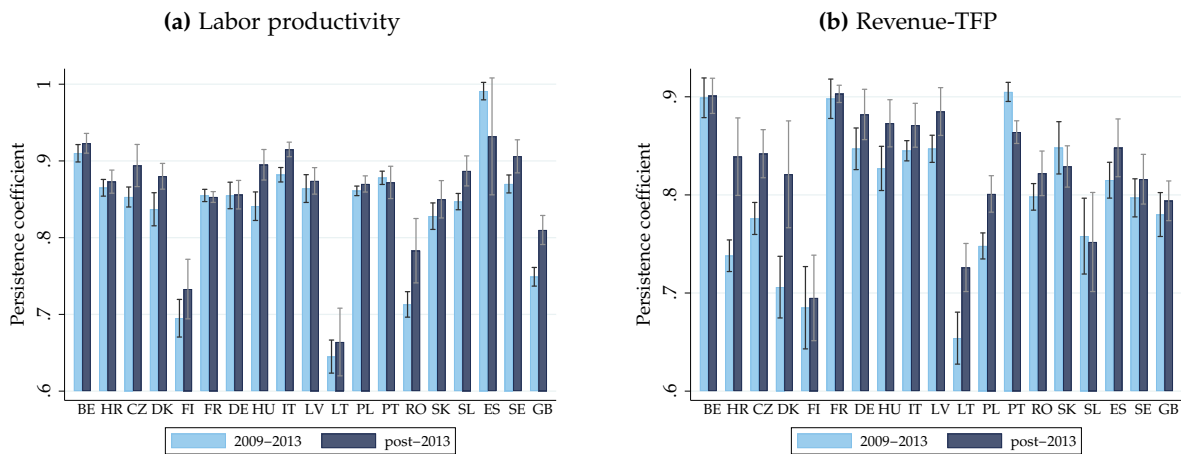 (a) Labor productivity
Persistence coefficient
1
.9
.8
.7
.6
BE HR CZ DK FI FR DE HU IT LV LT PL PT RO SK SL ES SE GB
2009–2013 post–2013
(b) Revenue-TFP
Persistence coefficient
.9
.8
.7
.6
BE HR CZ DK FI FR DE HU IT LV LT PL PT RO SK SL ES SE GB
2009–2013 post–2013